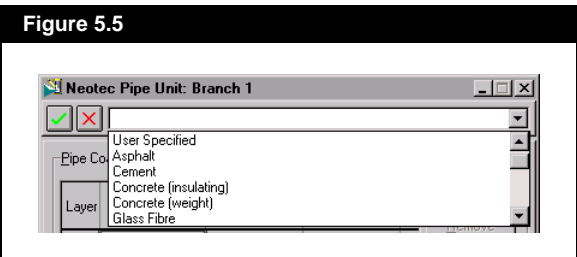 Figure 5.5
Neotec Pipe Unit: Branch 1
User Specified
Pipe Co
Asphalt
Cement
Concrete (insulating)
Layer
Concrete (weight)
Glass Fibre
Remove